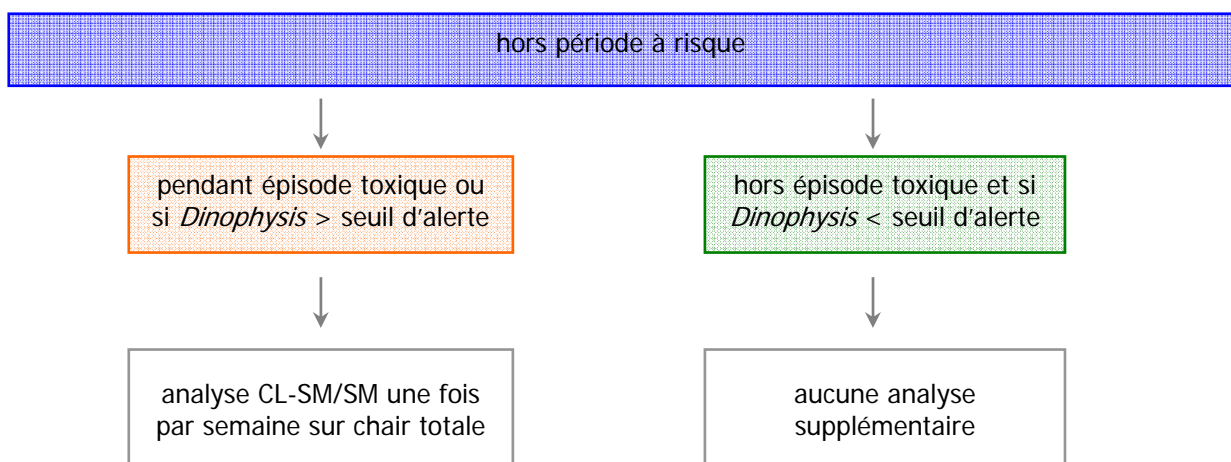 hors période à risque
pendant épisode toxique ou
si Dinophysis > seuil d'alerte
hors épisode toxique et si
Dinophysis < seuil d'alerte
analyse CL-SM/SM une fois
par semaine sur chair totale
aucune analyse
supplémentaire